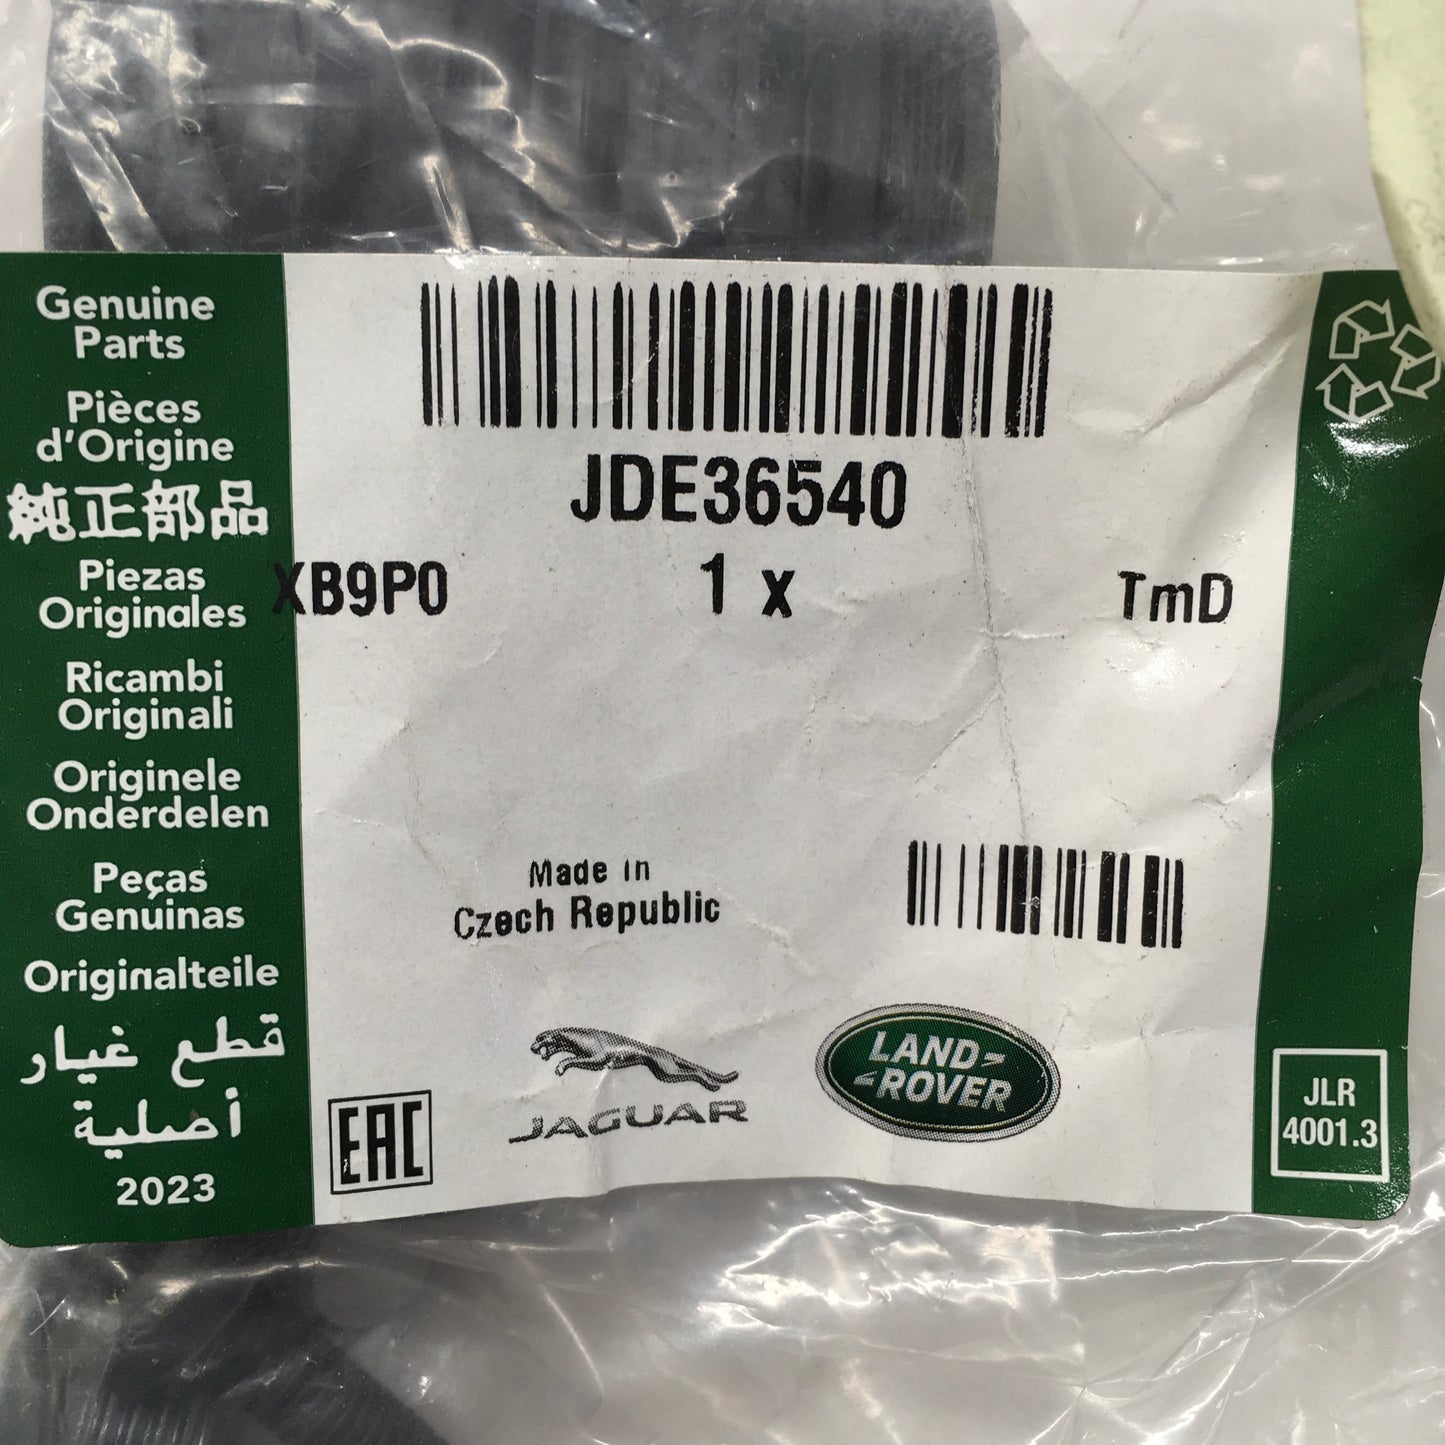 Genuine
Parts
Pièces
d'Origine
純正部品
Piezas
Originales
Ricambi
Originali
Originele
Onderdelen
Peças
Genuinas
Originalteile
قطع غيار
أصلية
2023
JDE36540
XB9P0 1 x TmD
Made in
Czech Republic
EAC
JAGUAR
LAND
ROVER
JLR
4001.3